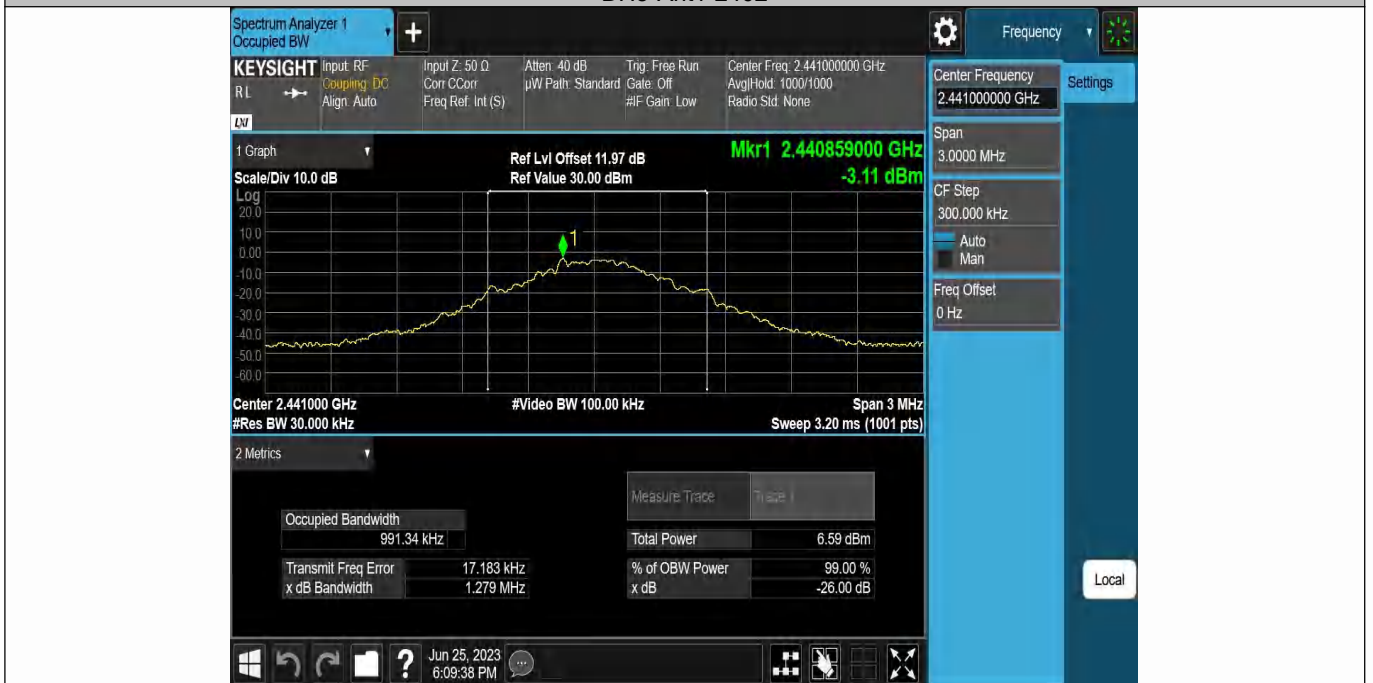 Spectrum Analyzer 1
Occupied BW
+
Frequency
KEYSIGHT
R L
LXI
Input: RF
Coupling: DC
Align: Auto
Input Z: 50 Ω
Corr CCorr
Freq Ref: Int (S)
Atten: 40 dB
µW Path: Standard
Trig: Free Run
Gate: Off
#IF Gain: Low
Center Freq: 2.441000000 GHz
Avg|Hold: 1000/1000
Radio Std: None
Center Frequency
2.441000000 GHz
Settings
Span
3.0000 MHz
CF Step
300.000 kHz
Auto
Man
Freq Offset
0 Hz
Local
1 Graph
Scale/Div 10.0 dB
Ref Lvl Offset 11.97 dB
Ref Value 30.00 dBm
Mkr1 2.440859000 GHz
-3.11 dBm
Log
20.0
10.0
0.00
-10.0
-20.0
-30.0
-40.0
-50.0
-60.0
1
Center 2.441000 GHz
#Video BW 100.00 kHz
Span 3 MHz
#Res BW 30.000 kHz
Sweep 3.20 ms (1001 pts)
2 Metrics
Measure Trace
Trace 1
Occupied Bandwidth
991.34 kHz
Total Power 6.59 dBm
Transmit Freq Error 17.183 kHz
% of OBW Power 99.00 %
x dB Bandwidth 1.279 MHz
x dB -26.00 dB
?
Jun 25, 2023
6:09:38 PM